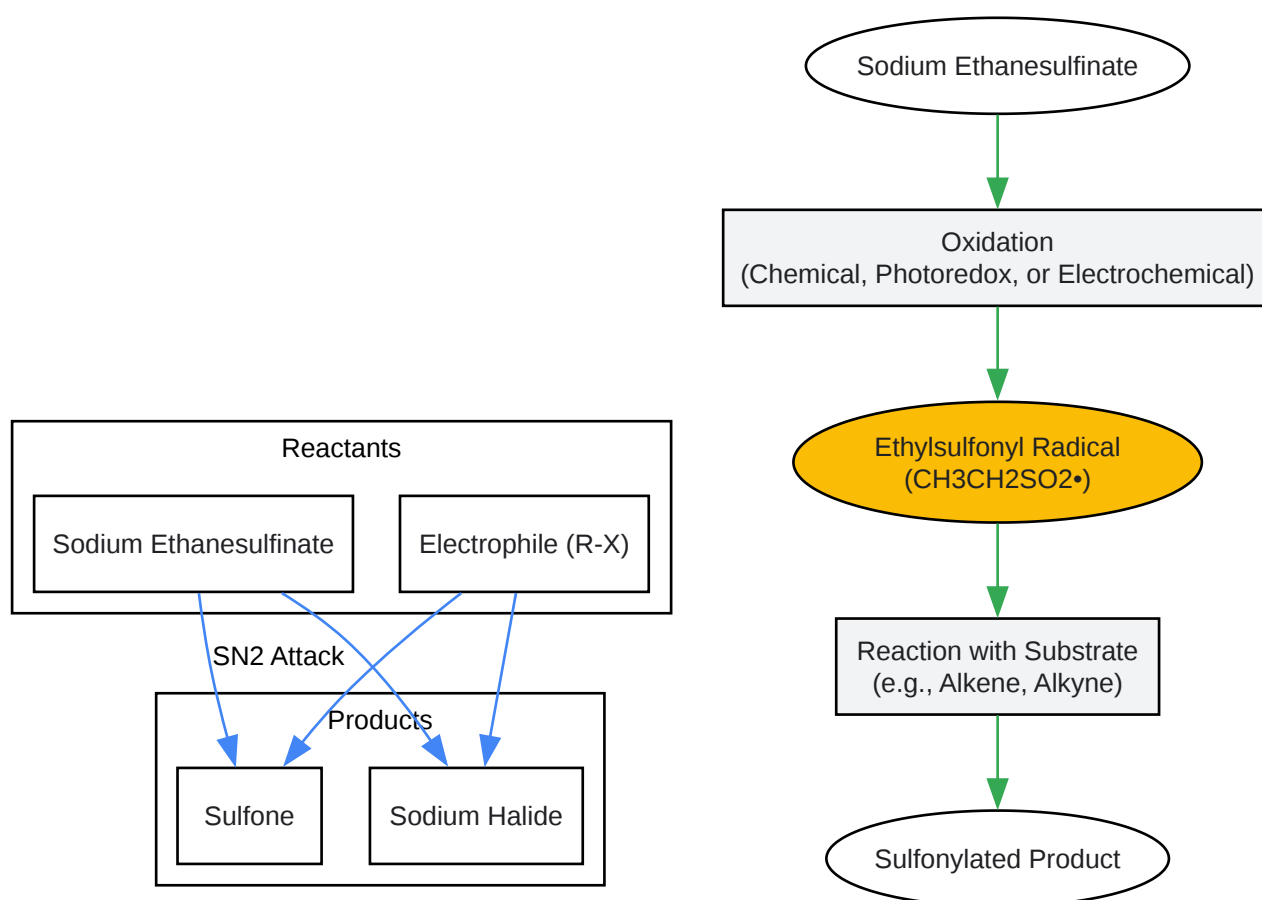 Reactants
Sodium Ethanesulfinate
Electrophile (R-X)
SN2 Attack
Products
Sulfone
Sodium Halide
Sodium Ethanesulfinate
Oxidation
(Chemical, Photoredox, or Electrochemical)
Ethylsulfonyl Radical
(CH3CH2SO2•)
Reaction with Substrate
(e.g., Alkene, Alkyne)
Sulfonylated Product